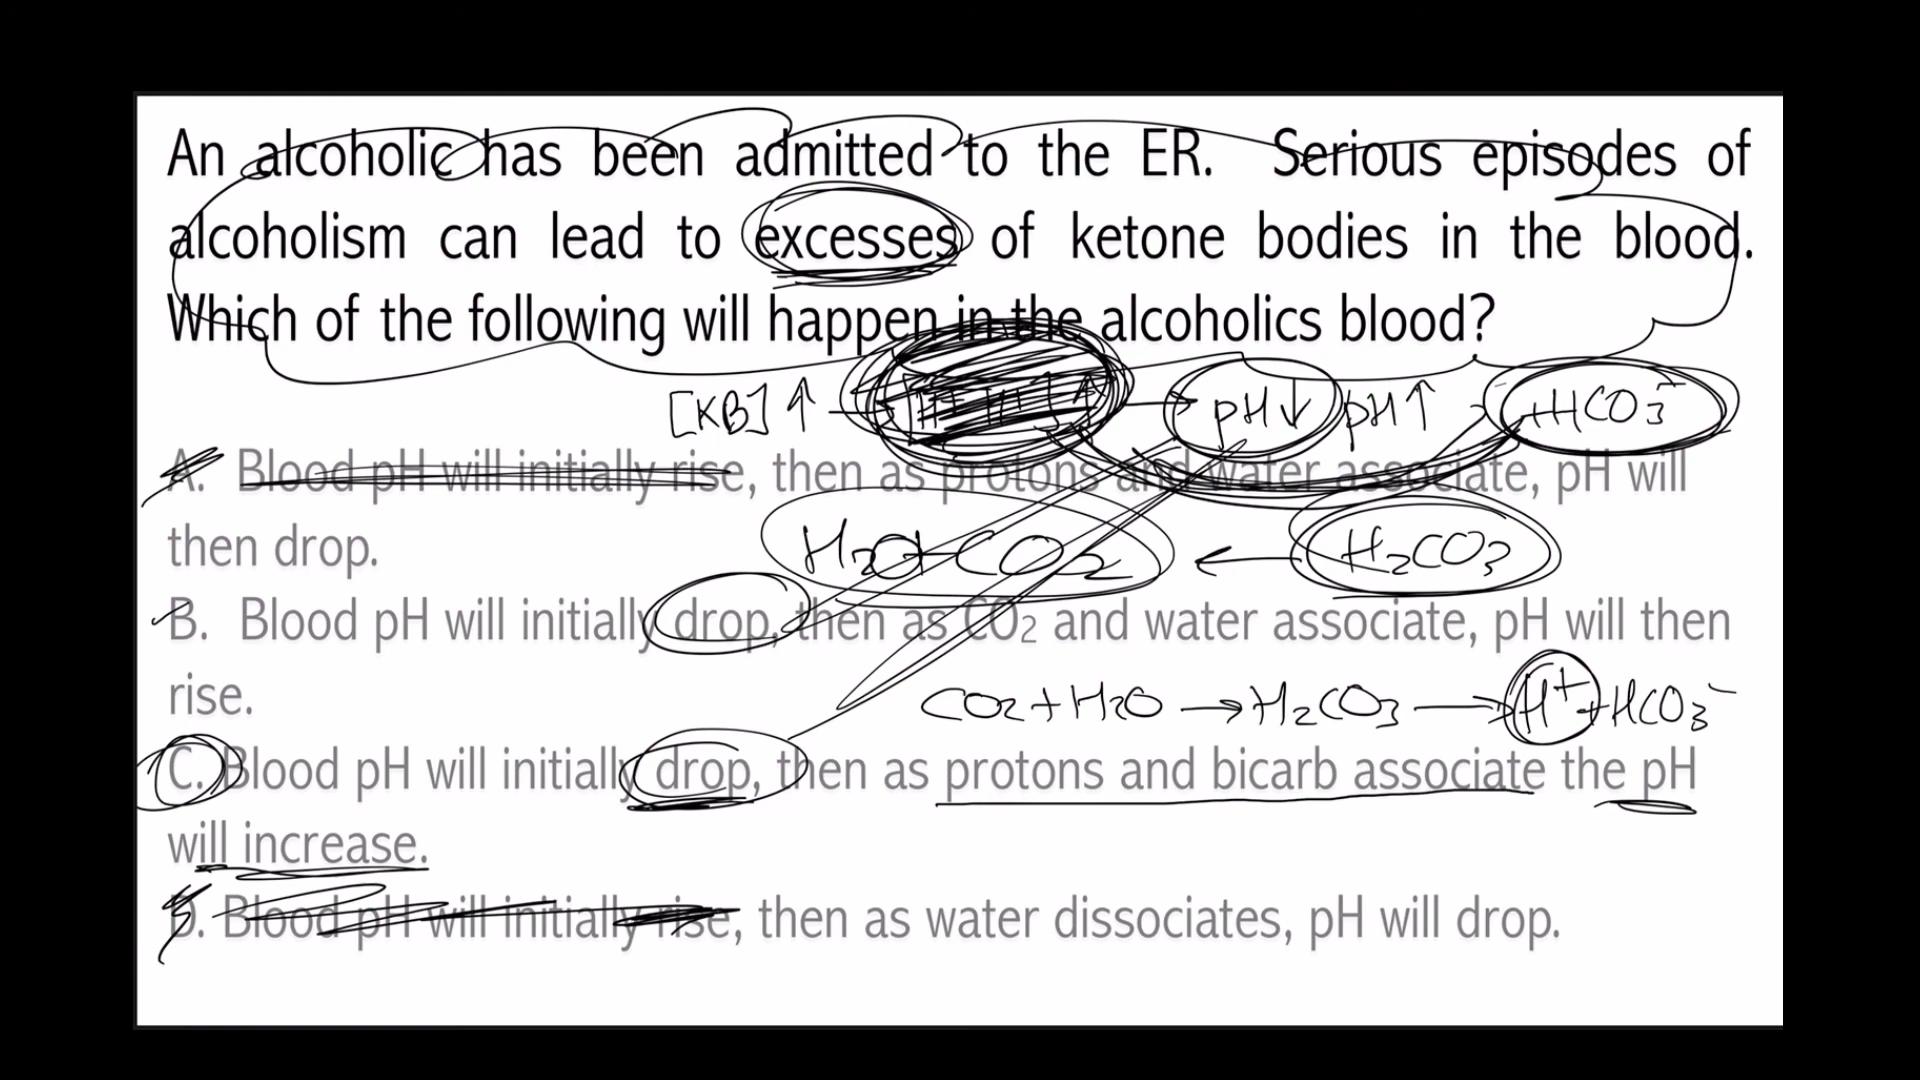 An alcoholic has been admitted to the ER. Serious episodes of
alcoholism can lead to excesses of ketone bodies in the blood.
Which of the following will happen in the alcoholics blood?
[KB]↑ → pH↓ pH↑ +HCO3-
A. Blood pH will initially rise, then as protons and water associate, pH will
then drop.
H2O+CO2 ← H2CO3
B. Blood pH will initially drop, then as CO2 and water associate, pH will then
rise.
CO2+H2O → H2CO3 → H+ + HCO3-
C. Blood pH will initially drop, then as protons and bicarb associate the pH
will increase.
D. Blood pH will initially rise, then as water dissociates, pH will drop.